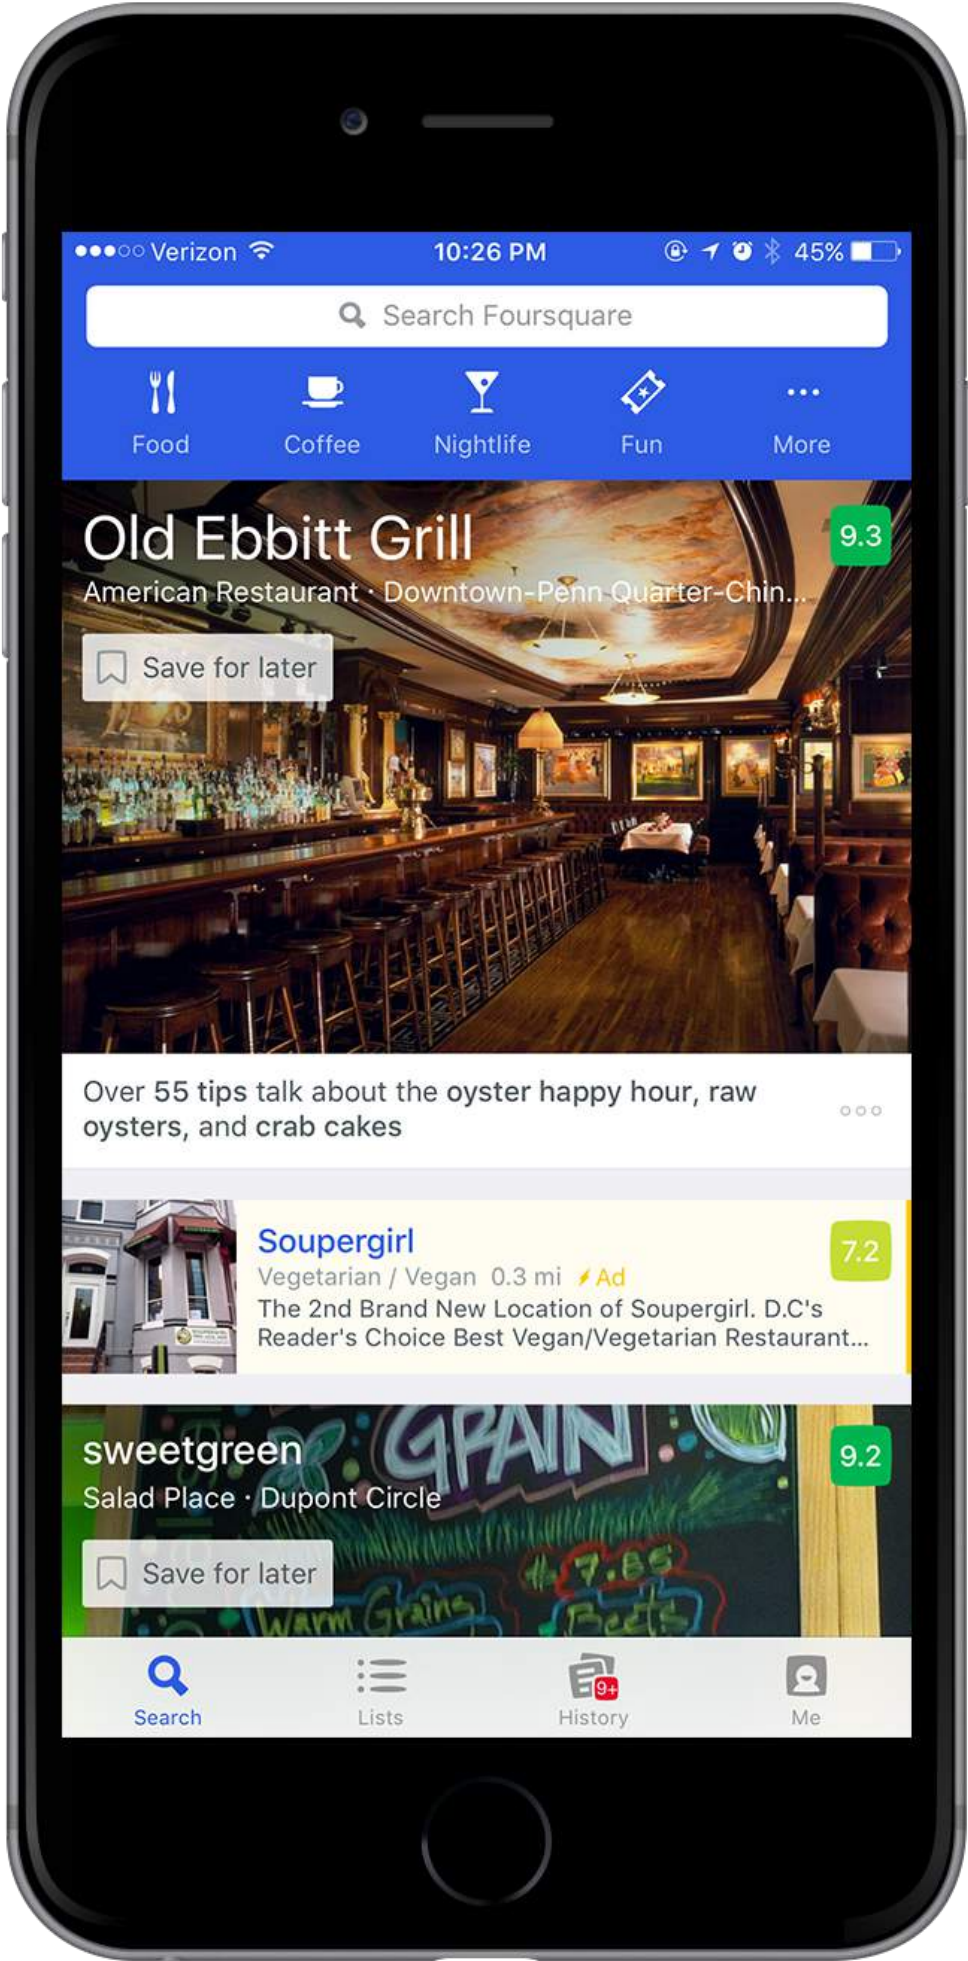 Verizon 10:26 PM 45%
Search Foursquare
Food Coffee Nightlife Fun More
Old Ebbitt Grill 9.3
American Restaurant · Downtown-Penn Quarter-Chin...
Save for later
Over 55 tips talk about the oyster happy hour, raw
oysters, and crab cakes
Soupergirl 7.2
Vegetarian / Vegan 0.3 mi Ad
The 2nd Brand New Location of Soupergirl. D.C's
Reader's Choice Best Vegan/Vegetarian Restaurant...
GRAIN
sweetgreen 9.2
Salad Place · Dupont Circle
Save for later
7.85
Warm Grains Beets
9+
Search Lists History Me